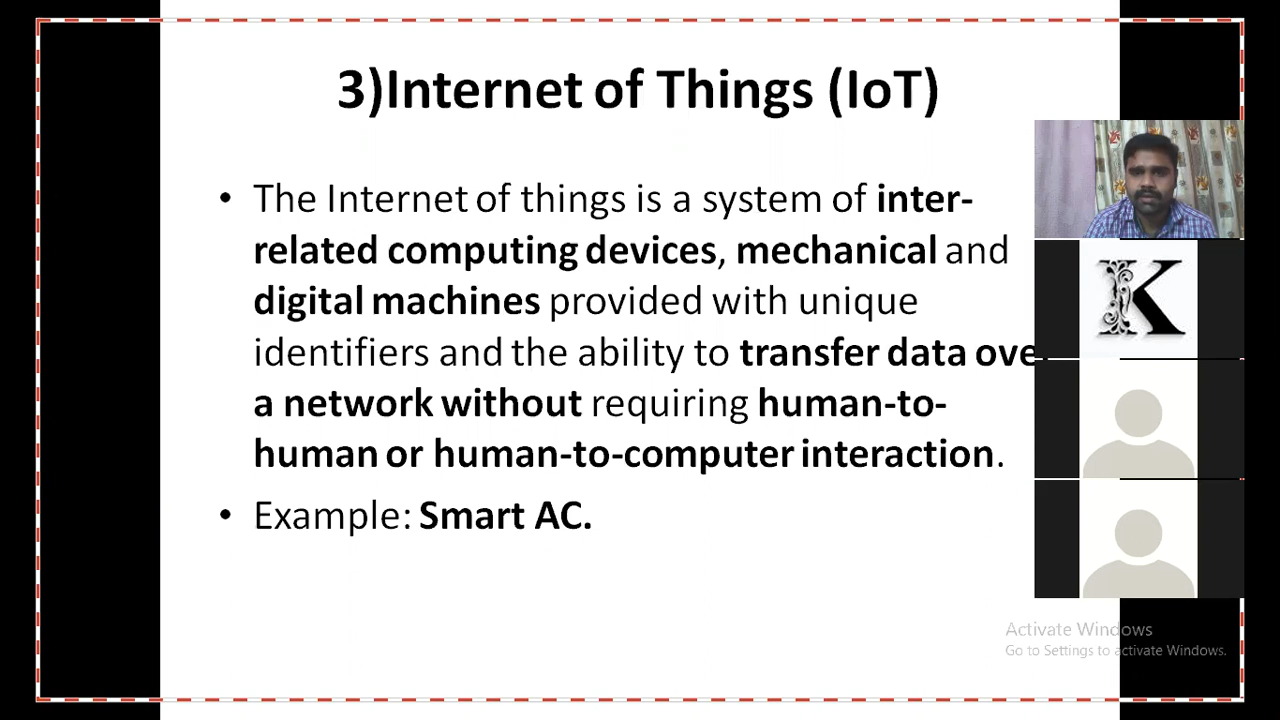 3)Internet of Things (IoT)
• The Internet of things is a system of inter-
related computing devices, mechanical and
digital machines provided with unique
identifiers and the ability to transfer data over
a network without requiring human-to-
human or human-to-computer interaction.
• Example: Smart AC.
K
Activate Windows
Go to Settings to activate Windows.